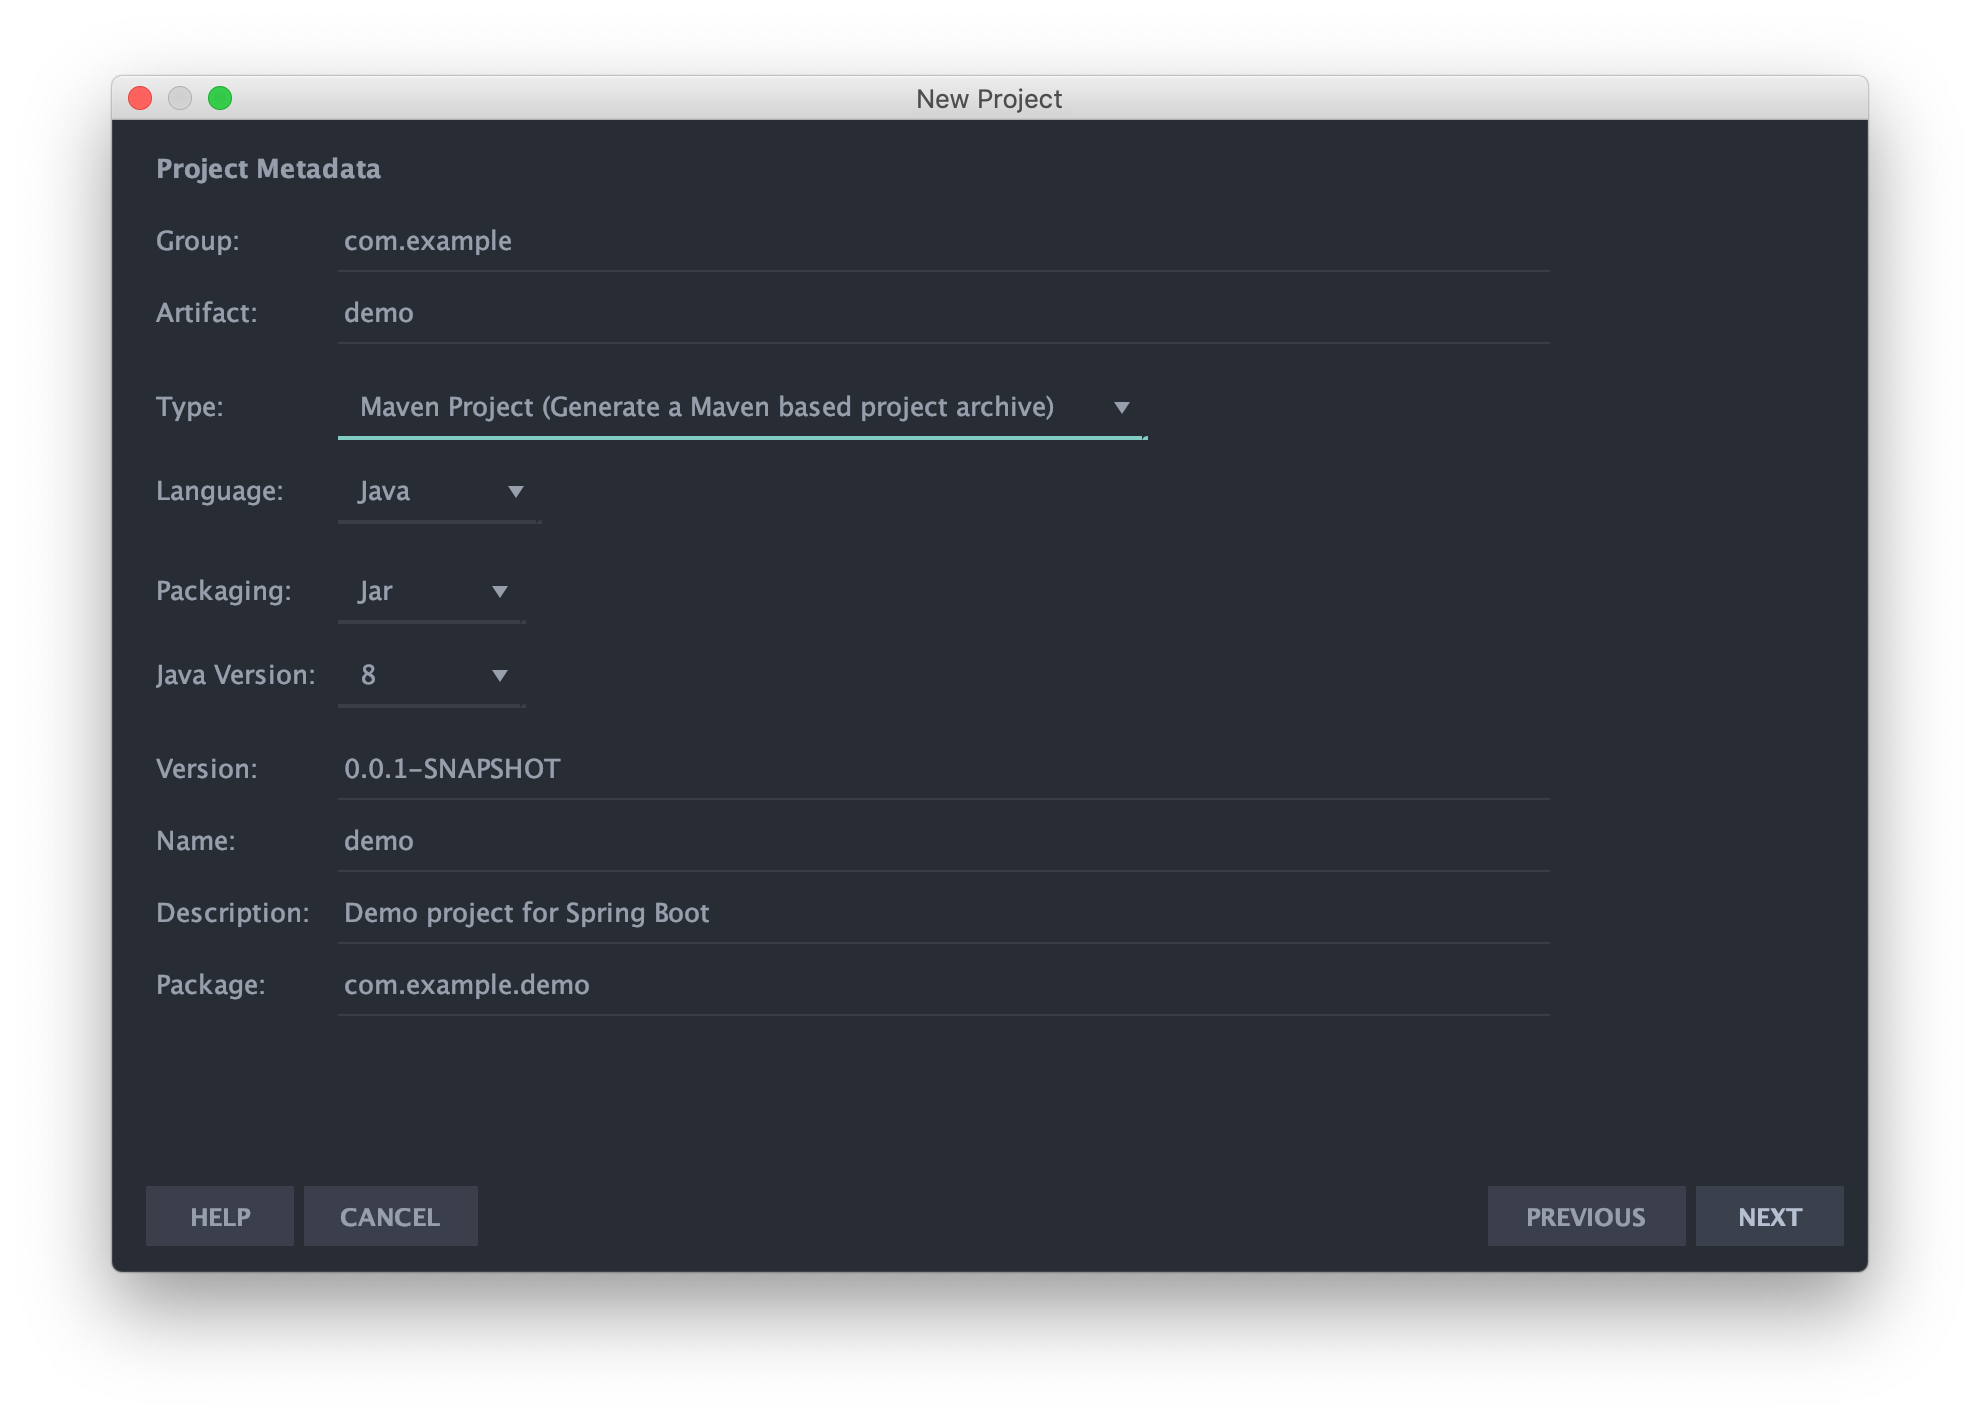 New Project
Project Metadata
Group: com.example
Artifact: demo
Type: Maven Project (Generate a Maven based project archive)
Language: Java
Packaging: Jar
Java Version: 8
Version: 0.0.1-SNAPSHOT
Name: demo
Description: Demo project for Spring Boot
Package: com.example.demo
HELP CANCEL PREVIOUS NEXT